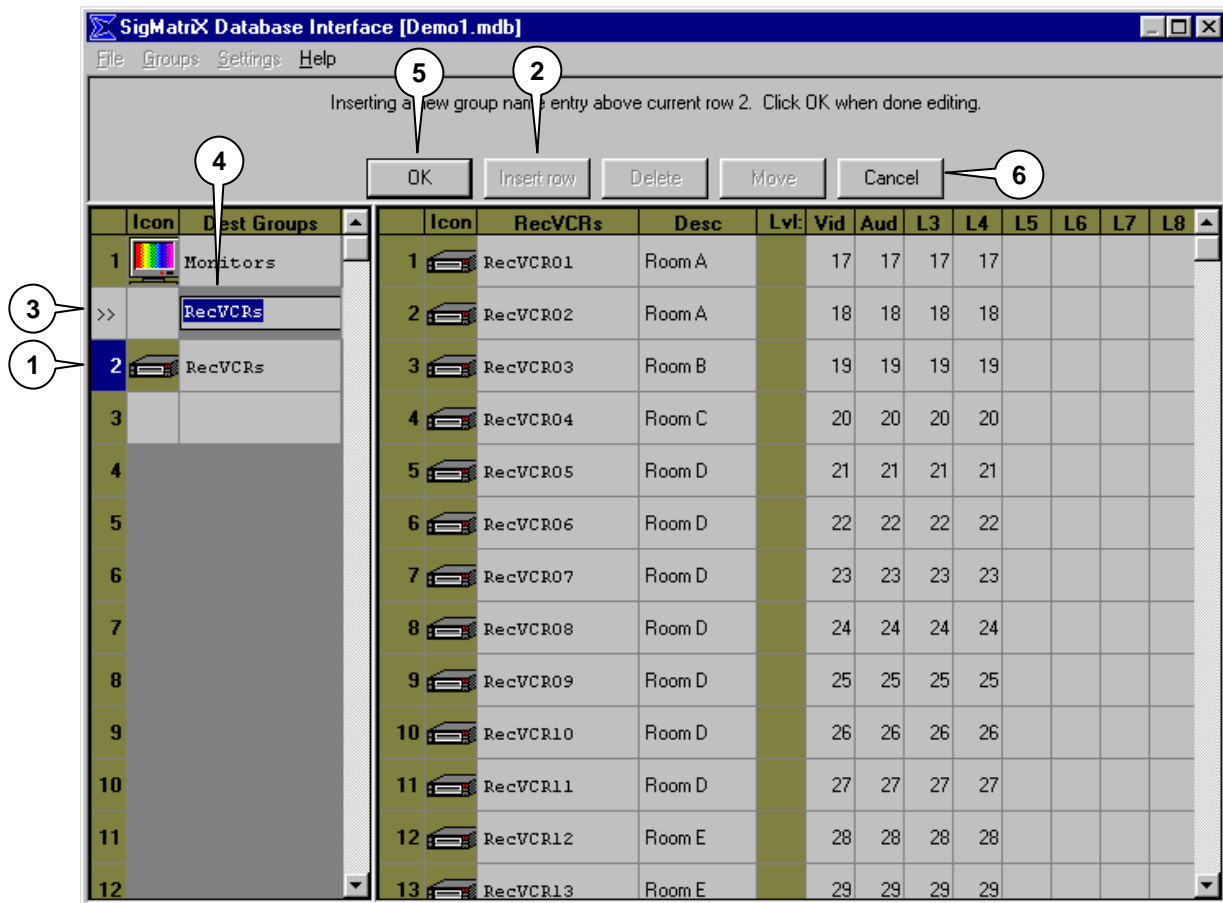 SigMatriX Database Interface [Demo1.mdb]
File Groups Settings Help
5 2
Inserting a new group name entry above current row 2. Click OK when done editing.
4
OK Insert row Delete Move Cancel 6
Icon Dest Groups
1 Monitors
3 >> RecVCRs
1 2 RecVCRs
3
4
5
6
7
8
9
10
11
12
Icon RecVCRs Desc Lvl: Vid Aud L3 L4 L5 L6 L7 L8
1 RecVCR01 Room A 17 17 17 17
2 RecVCR02 Room A 18 18 18 18
3 RecVCR03 Room B 19 19 19 19
4 RecVCR04 Room C 20 20 20 20
5 RecVCR05 Room D 21 21 21 21
6 RecVCR06 Room D 22 22 22 22
7 RecVCR07 Room D 23 23 23 23
8 RecVCR08 Room D 24 24 24 24
9 RecVCR09 Room D 25 25 25 25
10 RecVCR10 Room D 26 26 26 26
11 RecVCR11 Room D 27 27 27 27
12 RecVCR12 Room E 28 28 28 28
13 RecVCR13 Room E 29 29 29 29